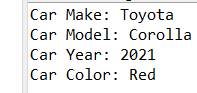 Car Make: Toyota
Car Model: Corolla
Car Year: 2021
Car Color: Red